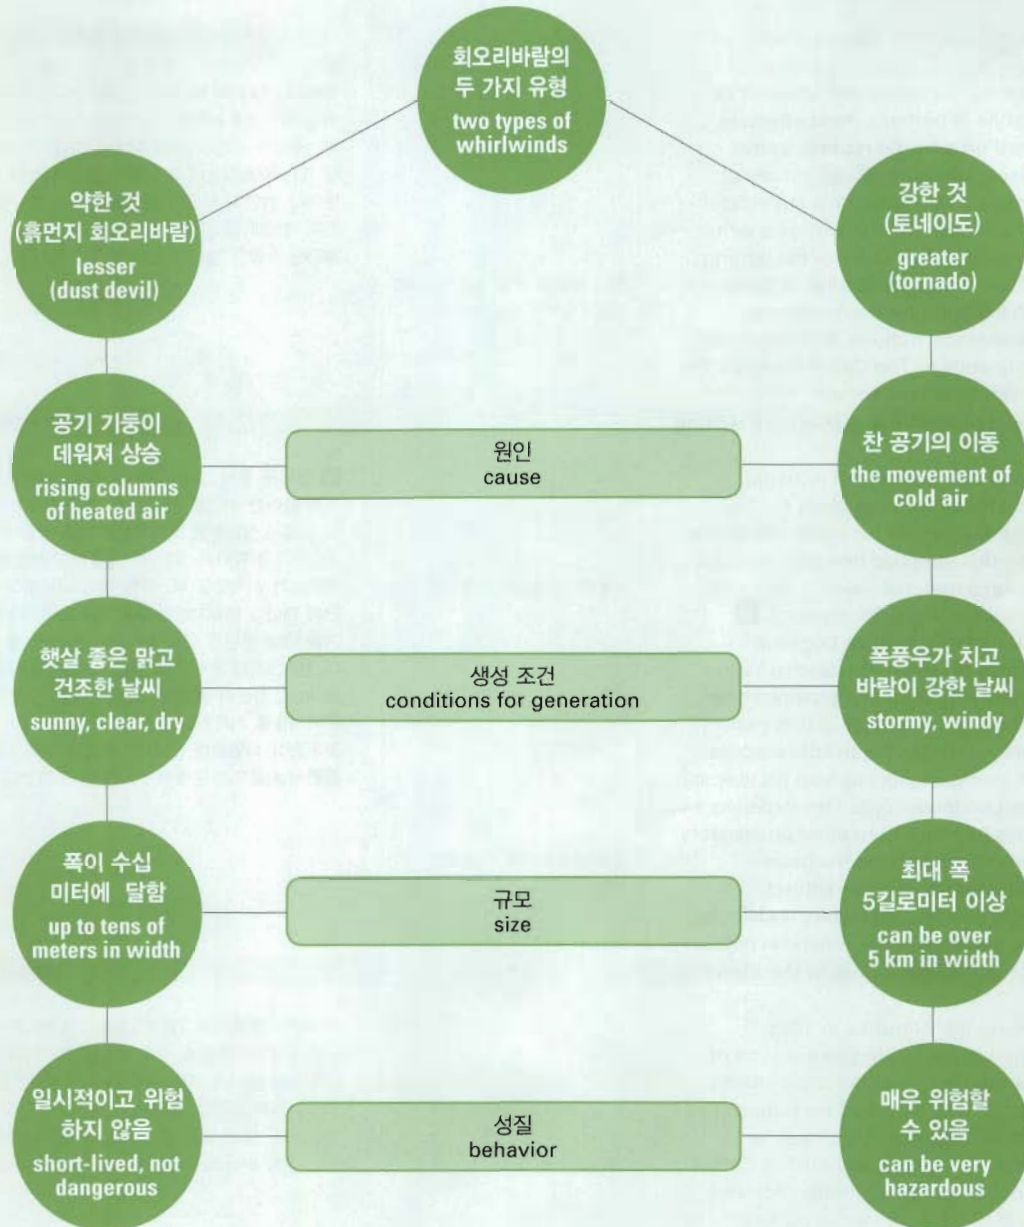 회오리바람의
두 가지 유형
two types of
whirlwinds
약한 것
(흙먼지 회오리바람)
lesser
(dust devil)
강한 것
(토네이도)
greater
(tornado)
공기 기둥이
데워져 상승
rising columns
of heated air
원인
cause
찬 공기의 이동
the movement of
cold air
햇살 좋은 맑고
건조한 날씨
sunny, clear, dry
생성 조건
conditions for generation
폭풍우가 치고
바람이 강한 날씨
stormy, windy
폭이 수십
미터에 달함
up to tens of
meters in width
규모
size
최대 폭
5킬로미터 이상
can be over
5 km in width
일시적이고 위험
하지 않음
short-lived, not
dangerous
성질
behavior
매우 위험할
수 있음
can be very
hazardous